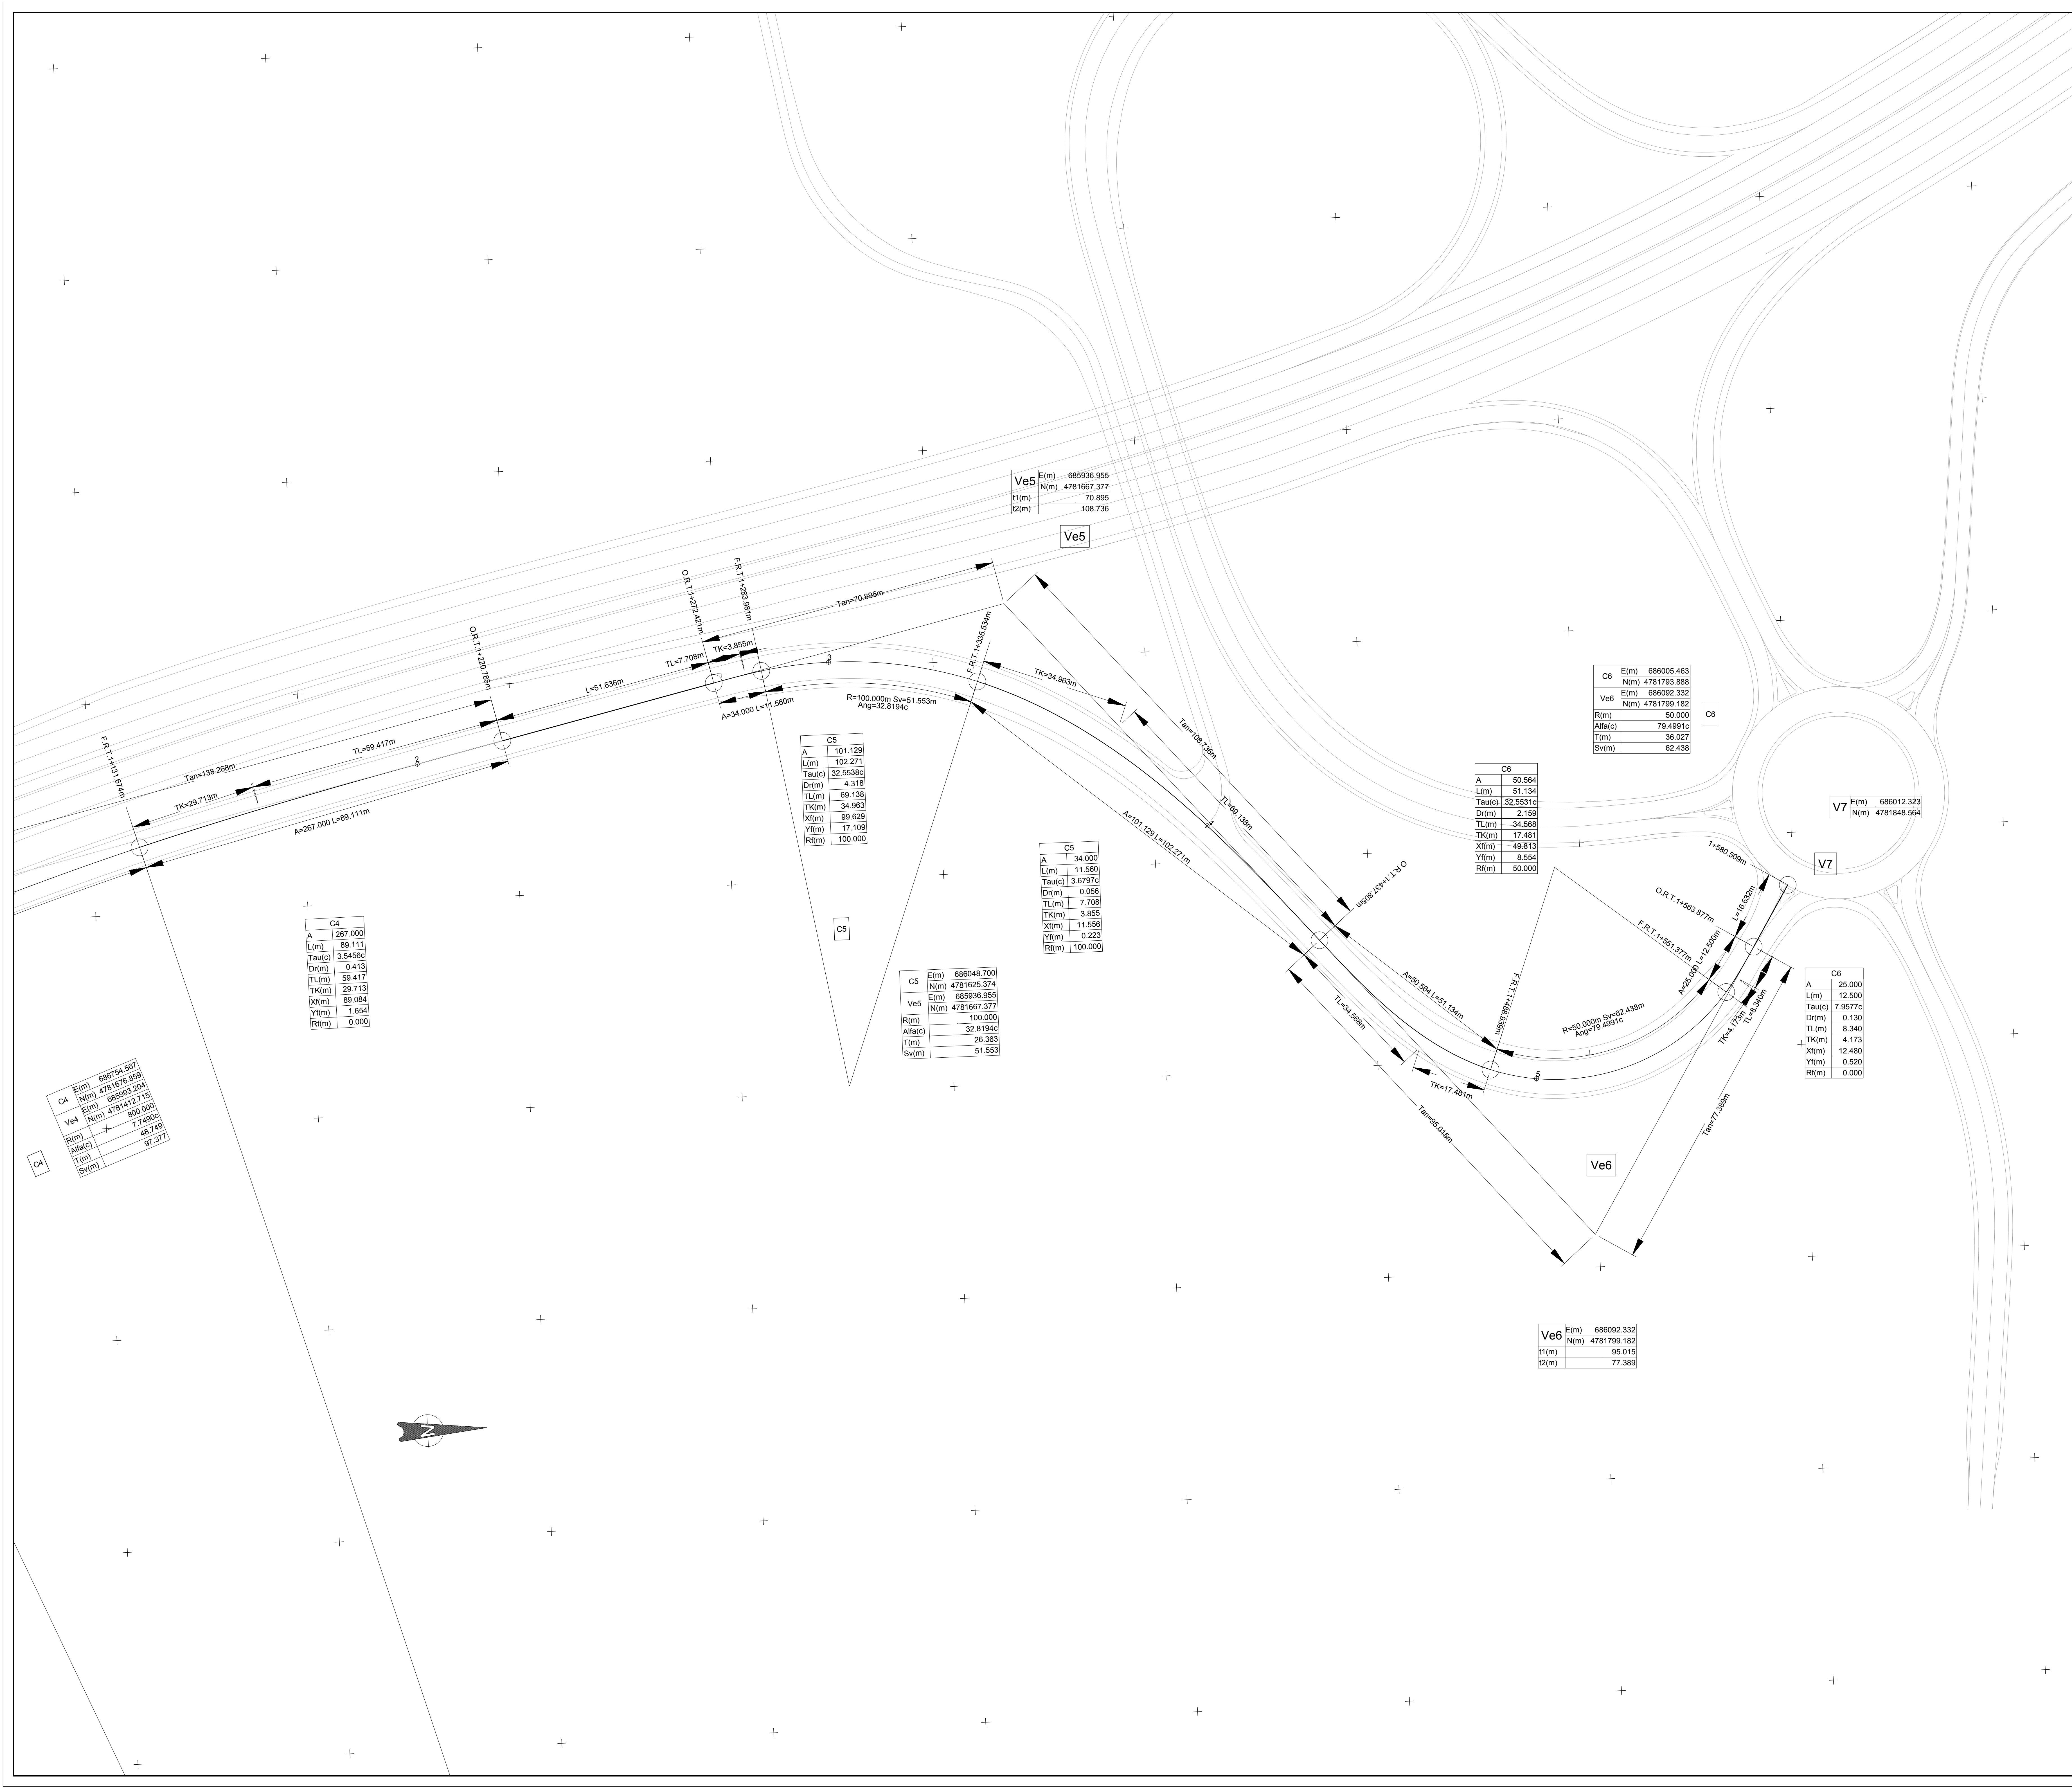 Ve5
E(m) 685936.955
N(m) 4781667.377
t1(m) 70.895
t2(m) 108.736
Ve5
F.R.T.1+131.674m
Tan=138.268m
TK=29.713m
TL=59.417m
2
A=267.000 L=89.111m
O.R.T.1+220.785m
L=51.636m
O.R.T.1+272.421m
F.R.T.1+283.981m
TL=7.708m
TK=3.855m
Tan=70.895m
3
A=34.000 L=11.560m
R=100.000m Sv=51.553m
Ang=32.8194c
F.R.T.1+335.534m
TK=34.963m
Tan=108.736m
TL=69.138m
4
A=101.129 L=102.271m
O.R.T.1+437.805m
C6
E(m) 686005.463
N(m) 4781793.888
Ve6
E(m) 686092.332
N(m) 4781799.182
R(m) 50.000
Alfa(c) 79.4991c
T(m) 36.027
Sv(m) 62.438
C6
C5
A 101.129
L(m) 102.271
Tau(c) 32.5538c
Dr(m) 4.318
TL(m) 69.138
TK(m) 34.963
Xf(m) 99.629
Yf(m) 17.109
Rf(m) 100.000
C6
A 50.564
L(m) 51.134
Tau(c) 32.5531c
Dr(m) 2.159
TL(m) 34.568
TK(m) 17.481
Xf(m) 49.813
Yf(m) 8.554
Rf(m) 50.000
V7
E(m) 686012.323
N(m) 4781848.564
V7
C5
A 34.000
L(m) 11.560
Tau(c) 3.6797c
Dr(m) 0.056
TL(m) 7.708
TK(m) 3.855
Xf(m) 11.556
Yf(m) 0.223
Rf(m) 100.000
1+580.509m
L=16.632m
O.R.T.1+563.877m
F.R.T.1+551.377m
A=25.000 L=12.500m
C4
A 267.000
L(m) 89.111
Tau(c) 3.5456c
Dr(m) 0.413
TL(m) 59.417
TK(m) 29.713
Xf(m) 89.084
Yf(m) 1.654
Rf(m) 0.000
C5
C5
E(m) 686048.700
N(m) 4781625.374
Ve5
E(m) 685936.955
N(m) 4781667.377
R(m) 100.000
Alfa(c) 32.8194c
T(m) 26.363
Sv(m) 51.553
A=50.564 L=51.134m
F.R.T.1+488.939m
TL=34.568m
TK=17.481m
R=50.000m Sv=62.438m
Ang=79.4991c
5
TK=4.173m
TL=8.340m
Tan=95.015m
Tan=77.389m
C6
A 25.000
L(m) 12.500
Tau(c) 7.9577c
Dr(m) 0.130
TL(m) 8.340
TK(m) 4.173
Xf(m) 12.480
Yf(m) 0.520
Rf(m) 0.000
C4
E(m) 686754.567
N(m) 4781676.859
Ve4
E(m) 685993.204
N(m) 4781412.715
R(m) 800.000
Alfa(c) 7.7490c
T(m) 48.749
Sv(m) 97.377
C4
Ve6
Ve6
E(m) 686092.332
N(m) 4781799.182
t1(m) 95.015
t2(m) 77.389
N